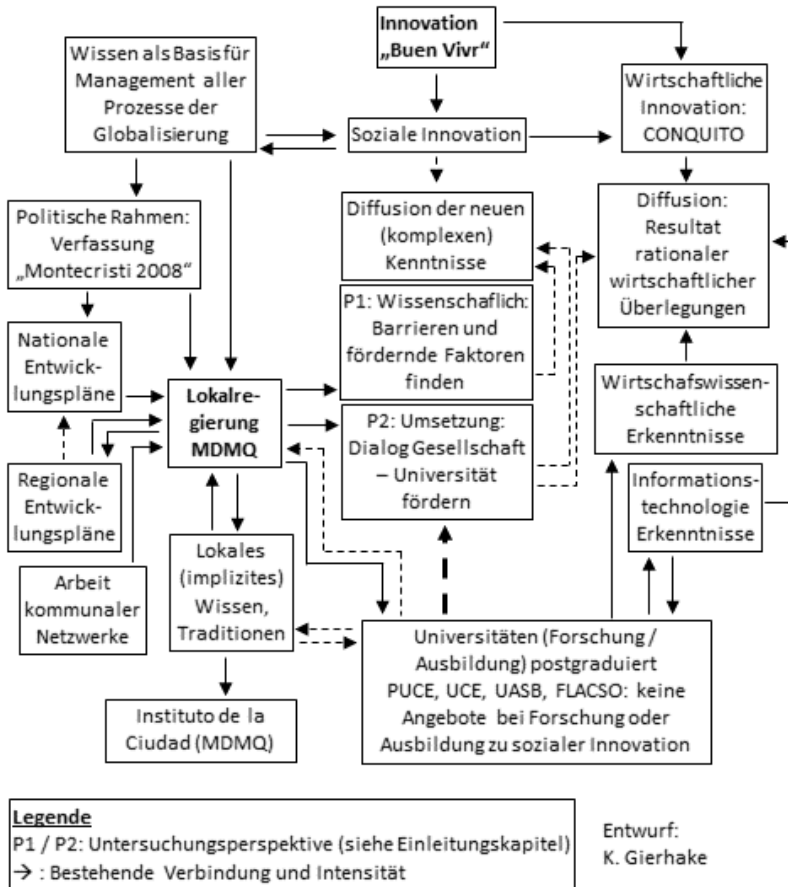 Innovation
„Buen Vivr“
Wissen als Basis für
Management aller
Prozesse der
Globalisierung
Soziale Innovation
Wirtschaftliche
Innovation:
CONQUITO
Politische Rahmen:
Verfassung
„Montecristi 2008“
Diffusion der neuen
(komplexen)
Kenntnisse
Diffusion:
Resultat
rationaler
wirtschaftlicher
Überlegungen
P1: Wissenschaflich:
Barrieren und
fördernde Faktoren
finden
Nationale
Entwick-
lungspläne
Lokalre-
gierung
MDMQ
P2: Umsetzung:
Dialog Gesellschaft
– Universität
fördern
Wirtschafswissen-
schaftliche
Erkenntnisse
Regionale
Entwick-
lungspläne
Informations-
technologie
Erkenntnisse
Arbeit
kommunaler
Netzwerke
Lokales
(implizites)
Wissen,
Traditionen
Universitäten (Forschung /
Ausbildung) postgraduiert
PUCE, UCE, UASB, FLACSO: keine
Angebote bei Forschung oder
Ausbildung zu sozialer Innovation
Instituto de la
Ciudad (MDMQ)
Legende
P1 / P2: Untersuchungsperspektive (siehe Einleitungskapitel)
→ : Bestehende Verbindung und Intensität
Entwurf:
K. Gierhake